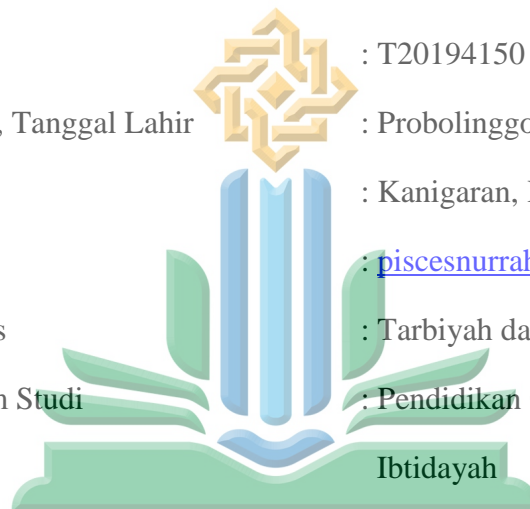 : T20194150
, Tanggal Lahir : Probolinggo
: Kanigaran,
: piscesnurrah
s : Tarbiyah da
n Studi : Pendidikan
Ibtidayah